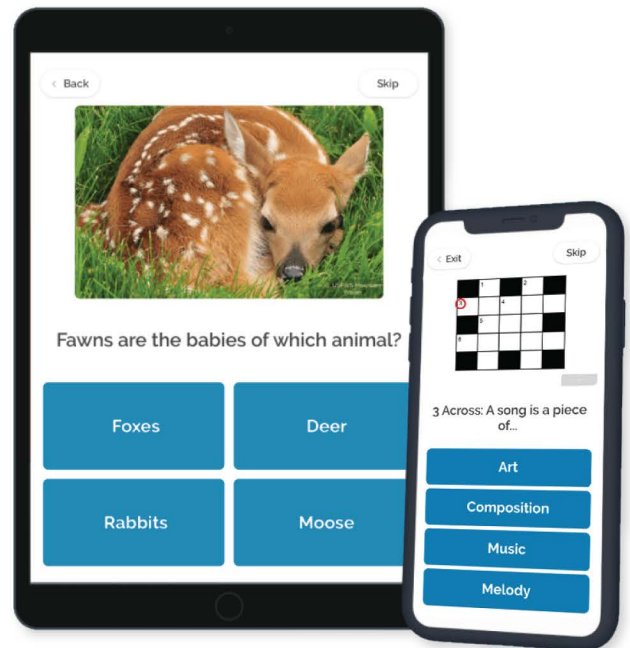 < Back
Skip
Fawns are the babies of which animal?
Foxes
Deer
Rabbits
Moose
< Exit
Skip
1
2
3
4
5
6
3 Across: A song is a piece
of...
Art
Composition
Music
Melody